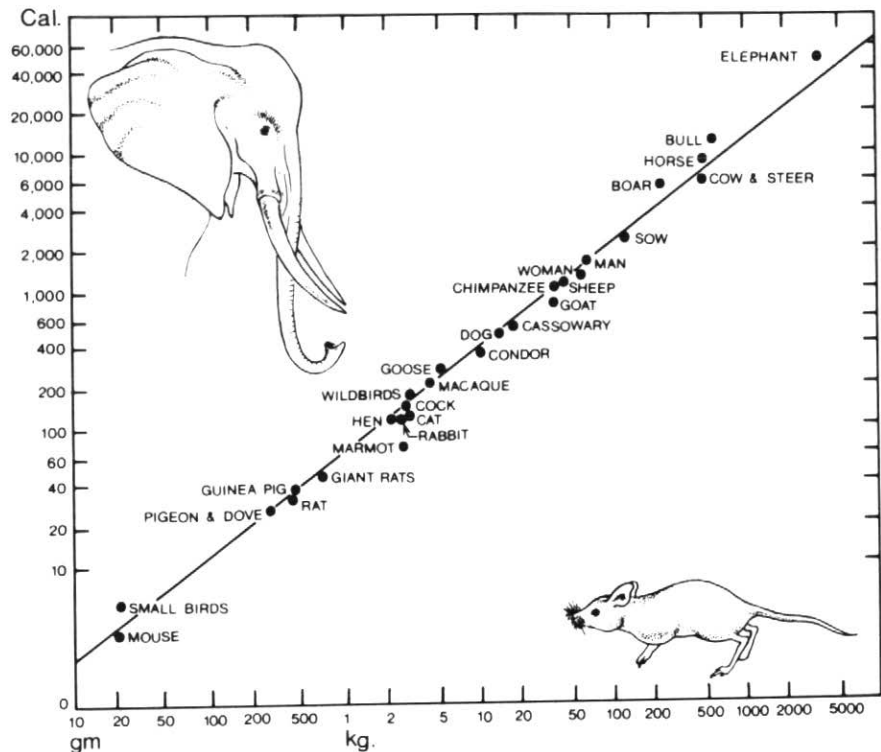 Cal.
60,000
40,000
20,000
10,000
6,000
4,000
2,000
1,000
600
400
200
100
60
40
20
10
0
ELEPHANT
BULL
HORSE
BOAR
COW & STEER
SOW
WOMAN
MAN
CHIMPANZEE
SHEEP
GOAT
DOG
CASSOWARY
CONDOR
GOOSE
MACAQUE
WILDBIRDS
COCK
HEN
CAT
RABBIT
MARMOT
GIANT RATS
GUINEA PIG
RAT
PIGEON & DOVE
SMALL BIRDS
MOUSE
10 20 50 100 200 500 1 2 5 10 20 50 100 200 500 1000 2000 5000
gm kg.